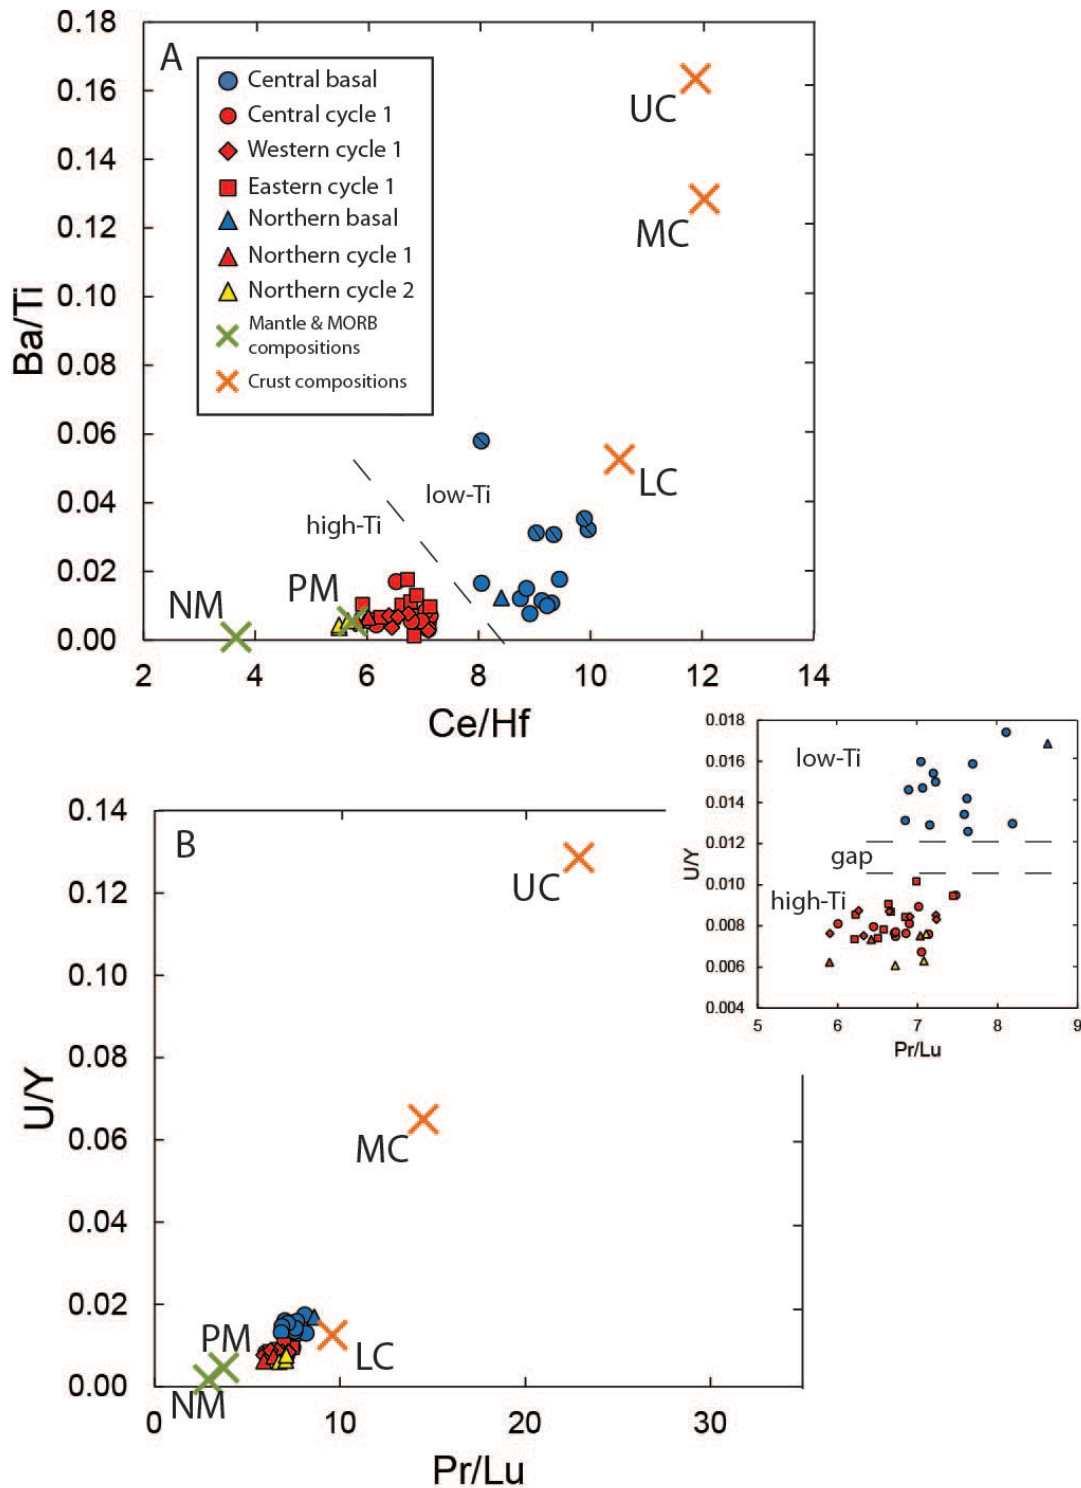 A
0.18
0.16
0.14
0.12
0.10
0.08
0.06
0.04
0.02
0.00
Ba/Ti
Central basal
Central cycle 1
Western cycle 1
Eastern cycle 1
Northern basal
Northern cycle 1
Northern cycle 2
Mantle & MORB
compositions
Crust compositions
UC
MC
LC
low-Ti
high-Ti
PM
NM
2 4 6 8 10 12 14
Ce/Hf
0.018
0.016
0.014
0.012
0.010
0.008
0.006
0.004
U/Y
low-Ti
gap
high-Ti
5 6 7 8 9
Pr/Lu
B
0.14
0.12
0.10
0.08
0.06
0.04
0.02
0.00
U/Y
UC
MC
PM
LC
NM
0 10 20 30
Pr/Lu